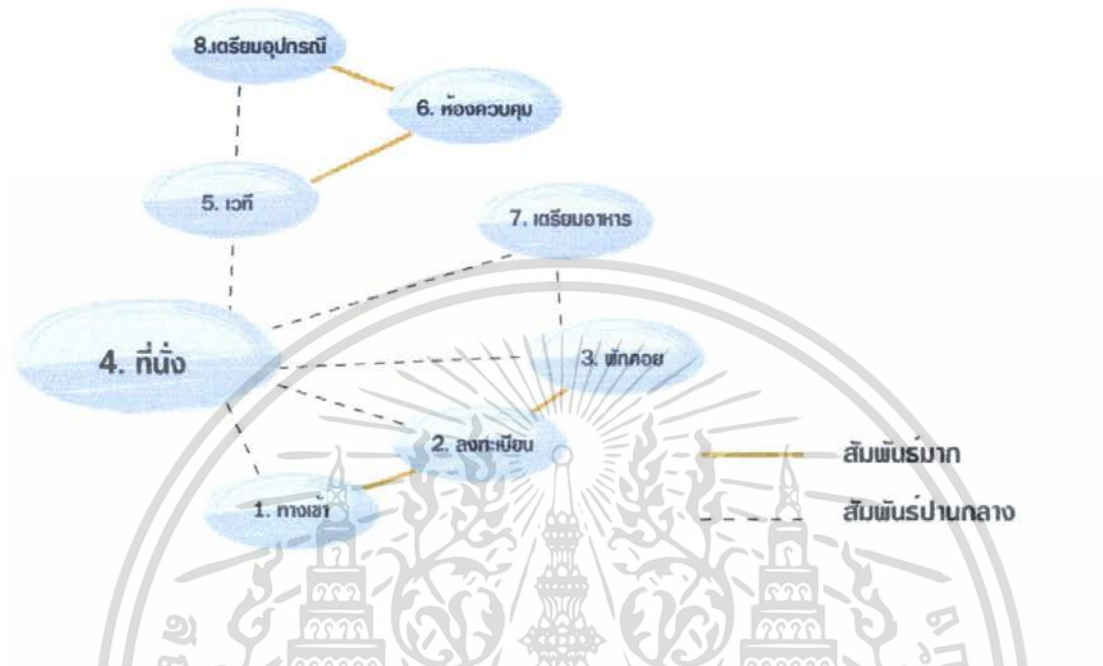 8.เตรียมอุปกรณ์
6. ห้องควบคุม
5. เวที
7. เตรียมอาหาร
4. ที่นั่ง
3. พักคอย
2. ลงทะเบียน
1. ทางเข้า
สัมพันธ์มาก
สัมพันธ์ปานกลาง